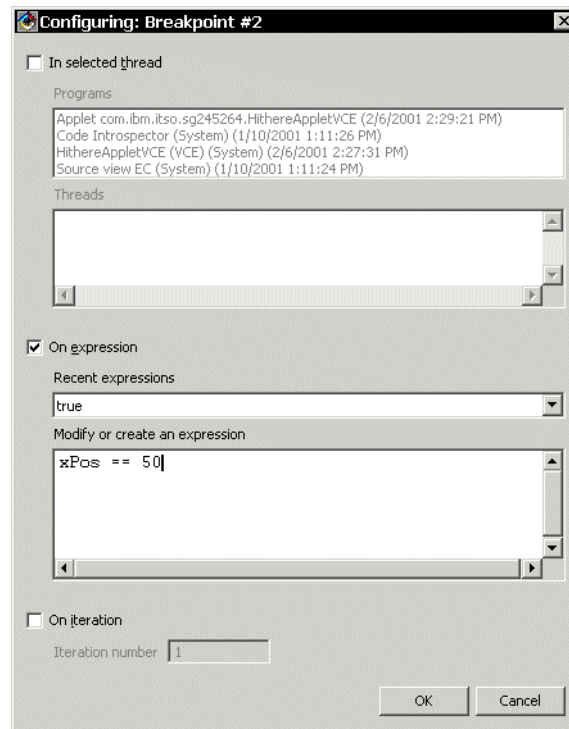 Configuring: Breakpoint #2
In selected thread
Programs
Applet com.ibm.itso.sg245264.HithereAppletVCE (2/6/2001 2:29:21 PM)
Code Introspector (System) (1/10/2001 1:11:26 PM)
HithereAppletVCE (VCE) (System) (2/6/2001 2:27:31 PM)
Source view EC (System) (1/10/2001 1:11:24 PM)
Threads
On expression
Recent expressions
true
Modify or create an expression
xPos == 50
On iteration
Iteration number 1
OK Cancel